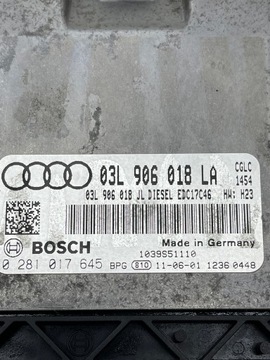 03L 906 018 LA
CGLC
1454
03L 906 018 JL DIESEL EDC17C46 HW: H23
BOSCH
Made in Germany
1039S51110
0 281 017 645 BPG 610 11-06-01 1236 0448